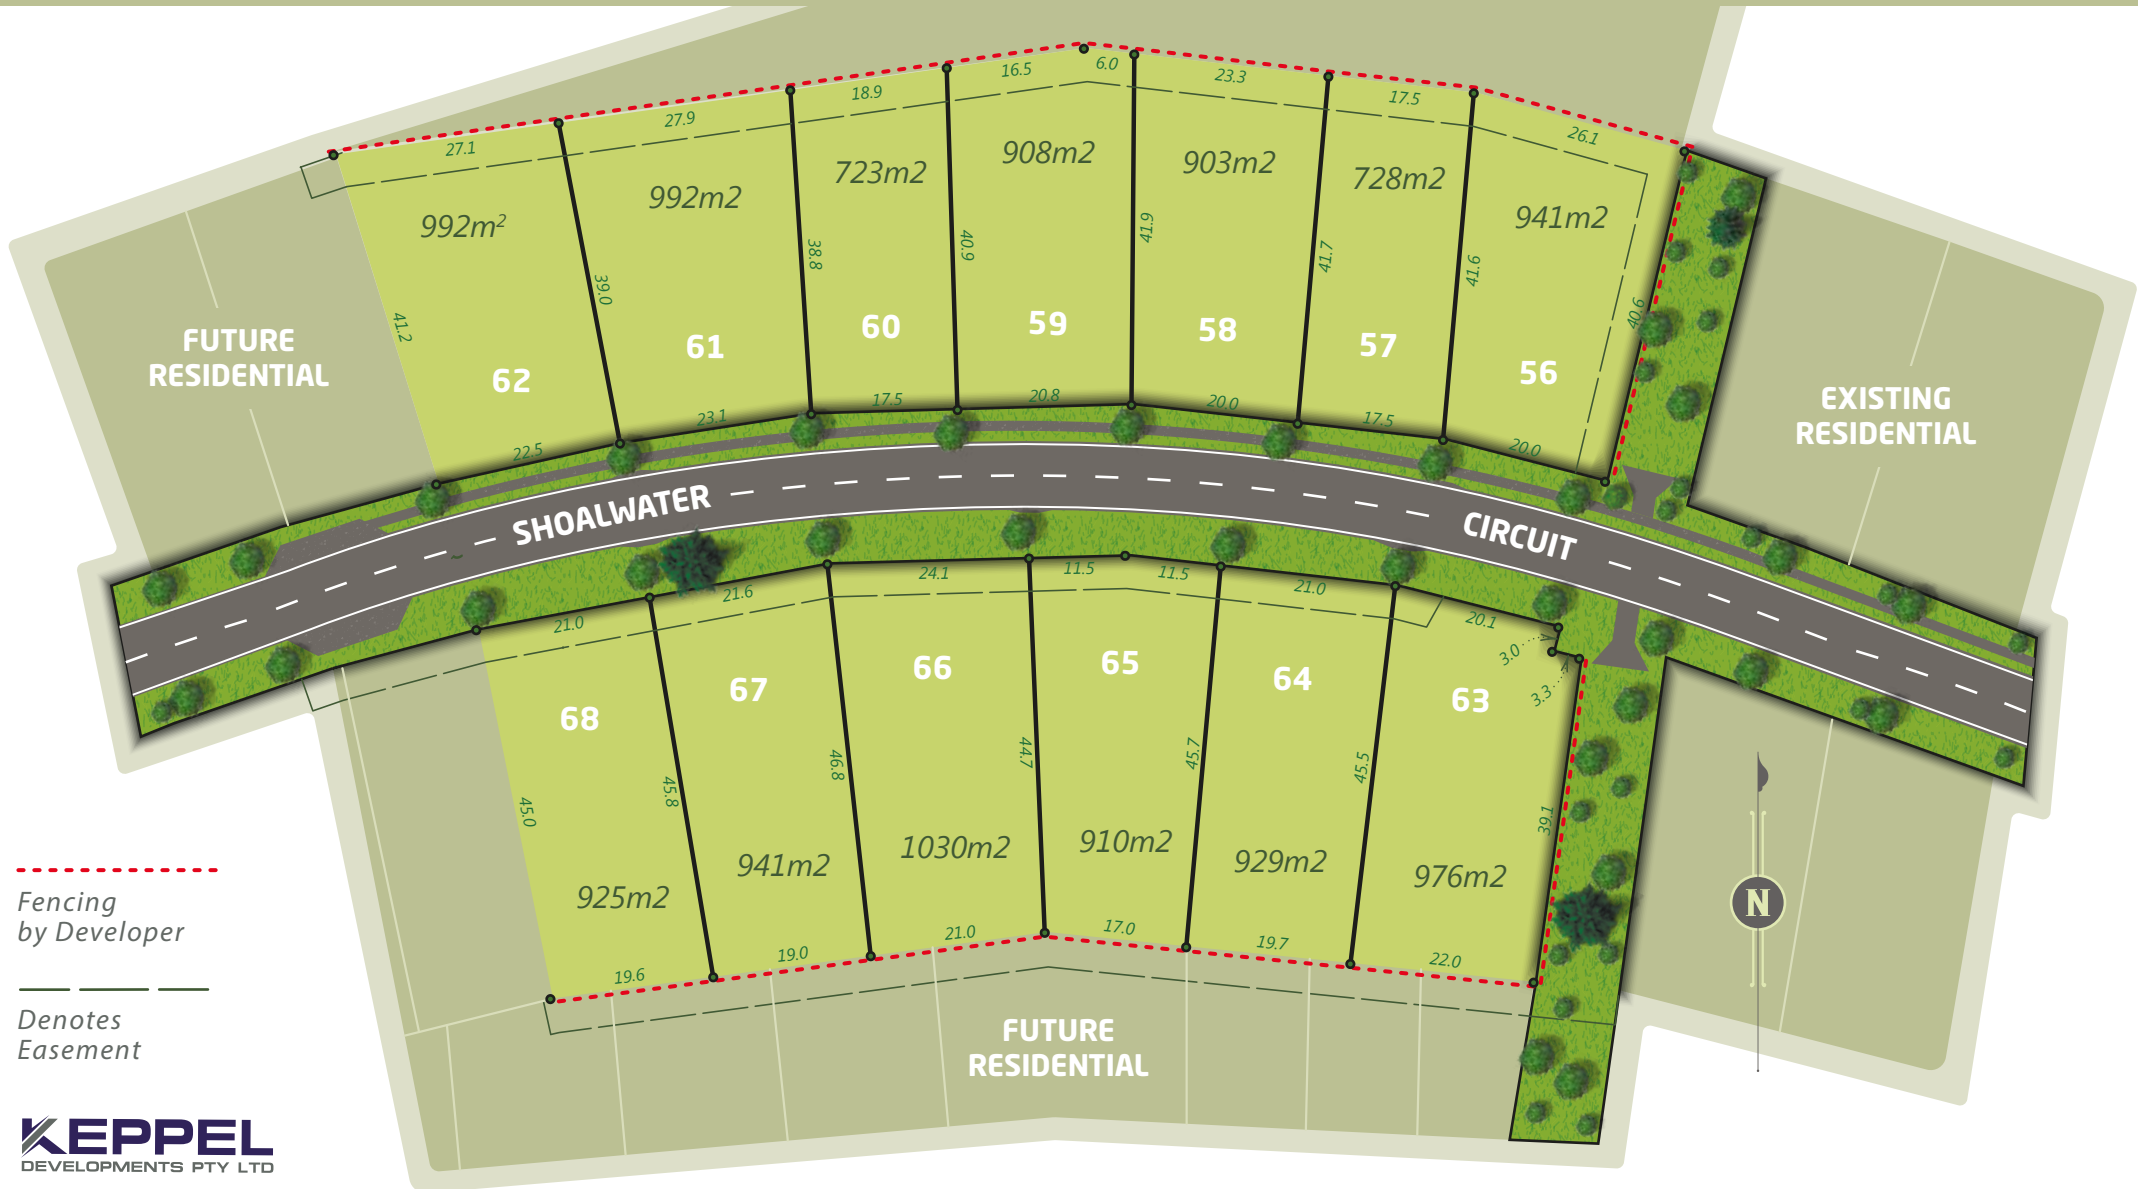 27.1
27.9
18.9
16.5
6.0
23.3
17.5
26.1
992m²
992m2
723m2
908m2
903m2
728m2
941m2
41.2
39.0
38.8
40.9
41.9
41.7
41.6
40.6
FUTURE
RESIDENTIAL
62
61
60
59
58
57
56
EXISTING
RESIDENTIAL
22.5
23.1
17.5
20.8
20.0
17.5
20.0
SHOALWATER
CIRCUIT
21.0
21.6
24.1
11.5
11.5
21.0
20.1
3.0
A
A
3.3
68
67
66
65
64
63
45.0
45.8
46.8
44.7
45.7
45.5
39.1
925m2
941m2
1030m2
910m2
929m2
976m2
19.6
19.0
21.0
17.0
19.7
22.0
FUTURE
RESIDENTIAL
N
Fencing
by Developer
Denotes
Easement
KEPPEL
DEVELOPMENTS PTY LTD